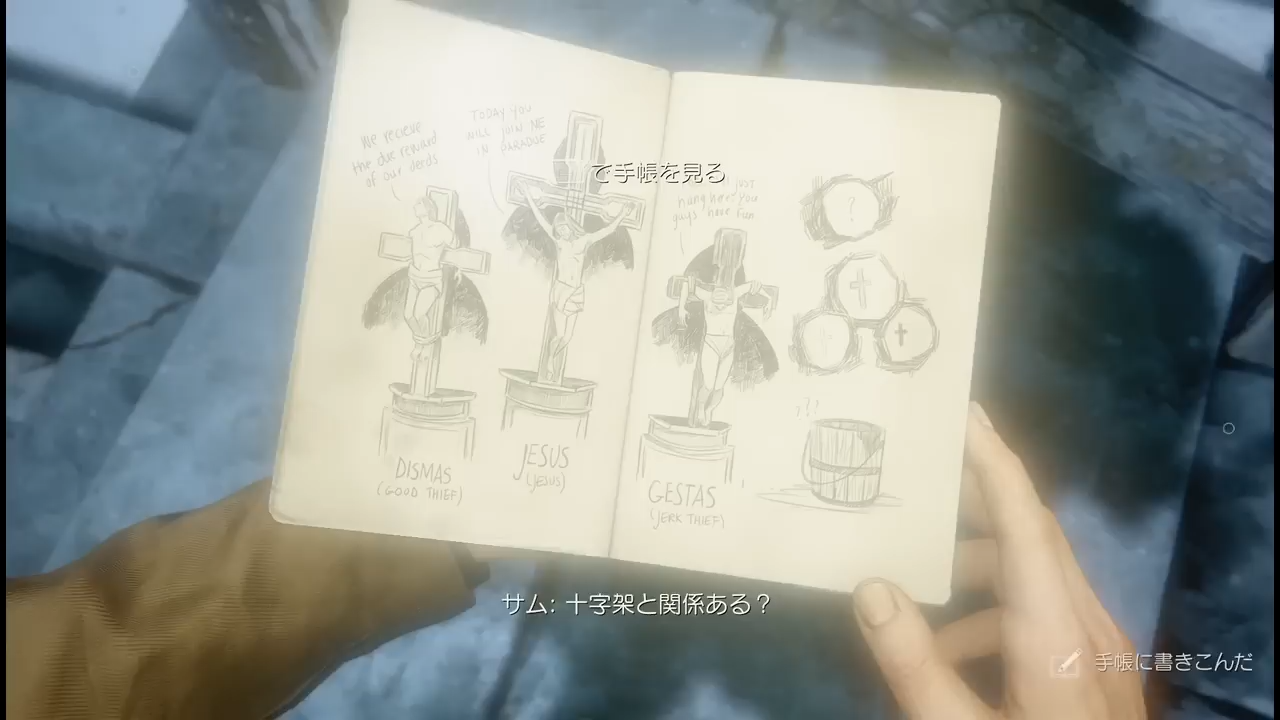 We recieve
the due reward
of our deeds
TODAY YOU
WILL JOIN ME
IN PARADISE
で手帳を見る
just
hang here you
guys have fun
?
???
DISMAS
(GOOD THIEF)
JESUS
(JESUS)
GESTAS
(JERK THIEF)
サム: 十字架と関係ある？
手帳に書きこんだ